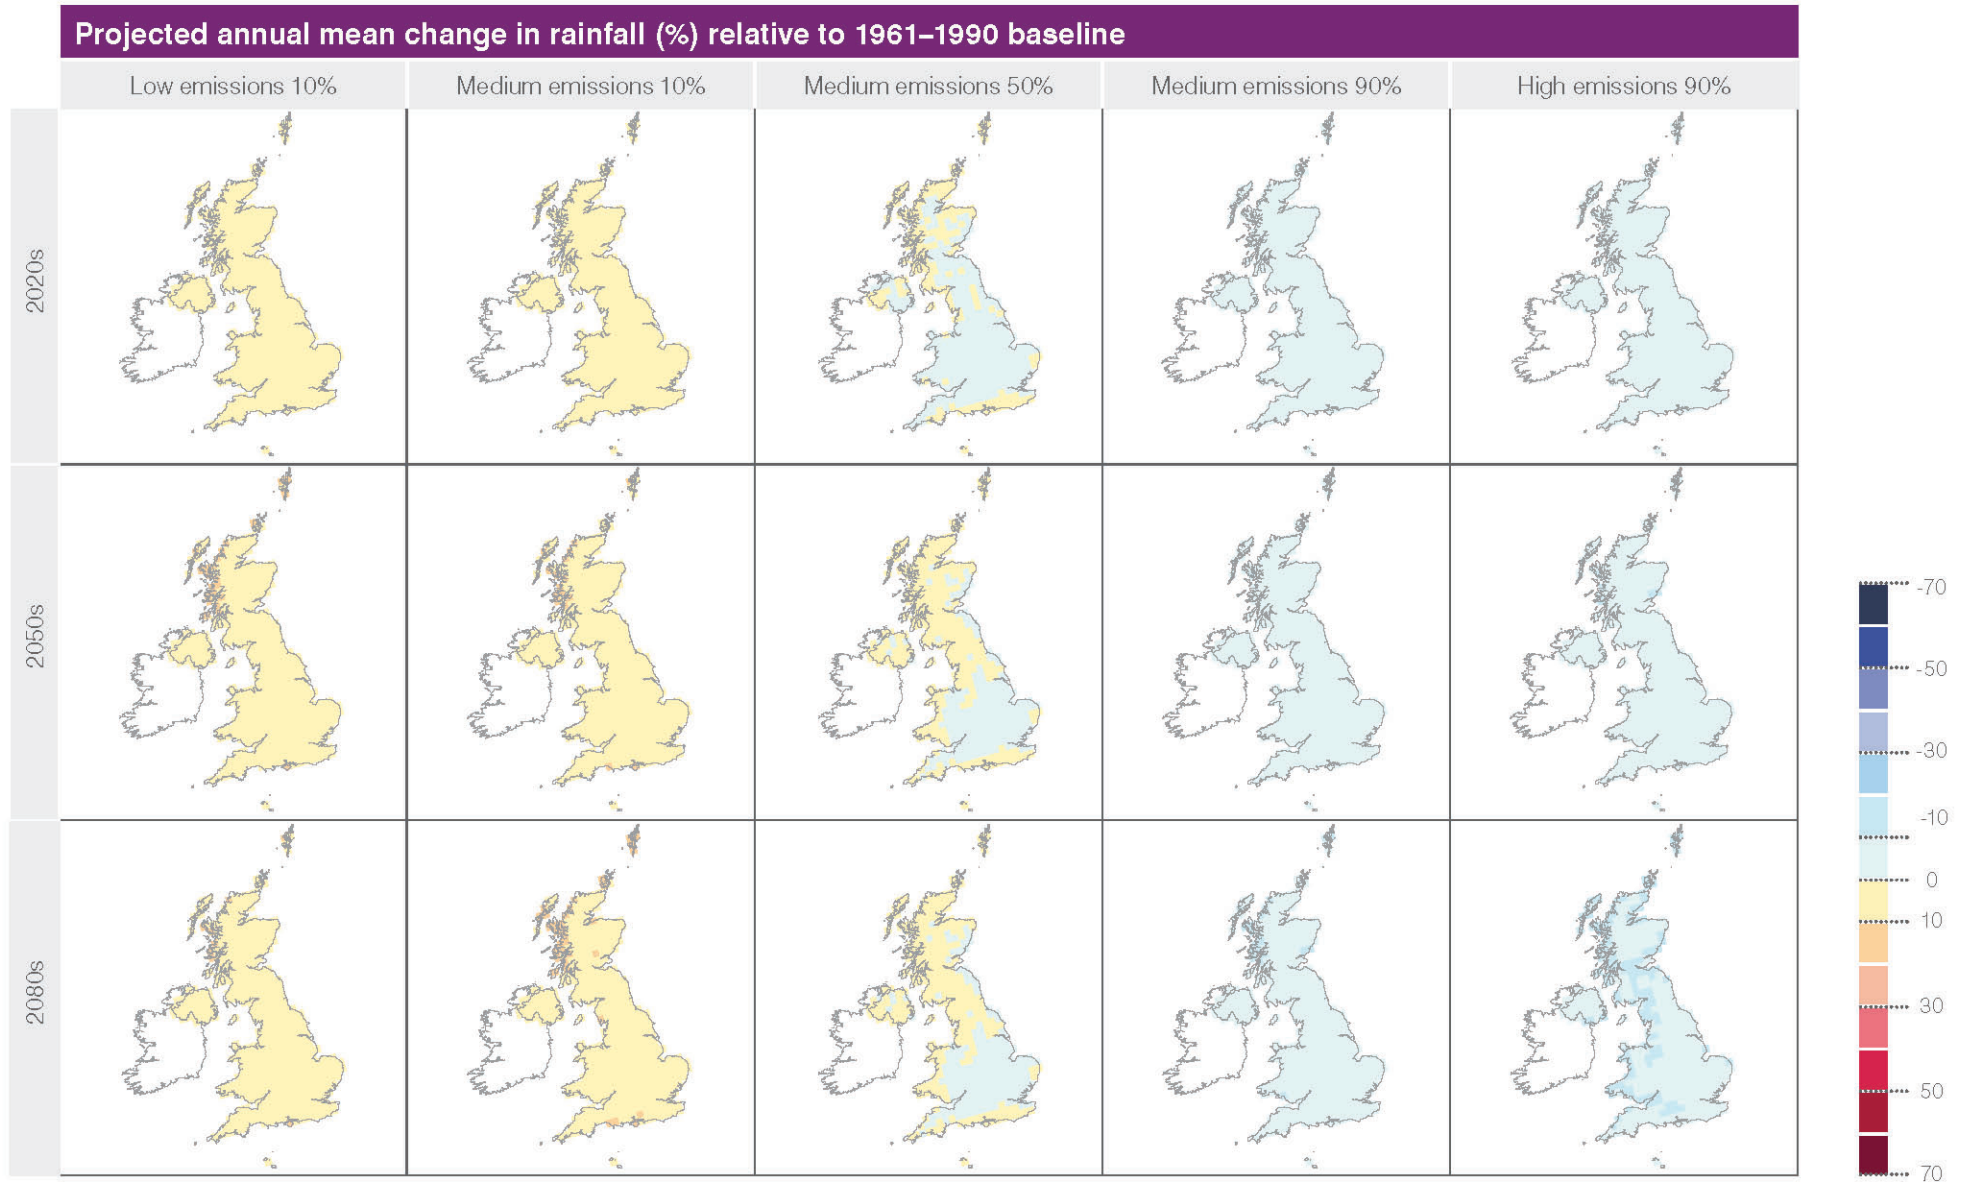 Projected annual mean change in rainfall (%) relative to 1961–1990 baseline
Low emissions 10%
Medium emissions 10%
Medium emissions 50%
Medium emissions 90%
High emissions 90%
2020s
2050s
2080s
-70
-50
-30
-10
0
10
30
50
70